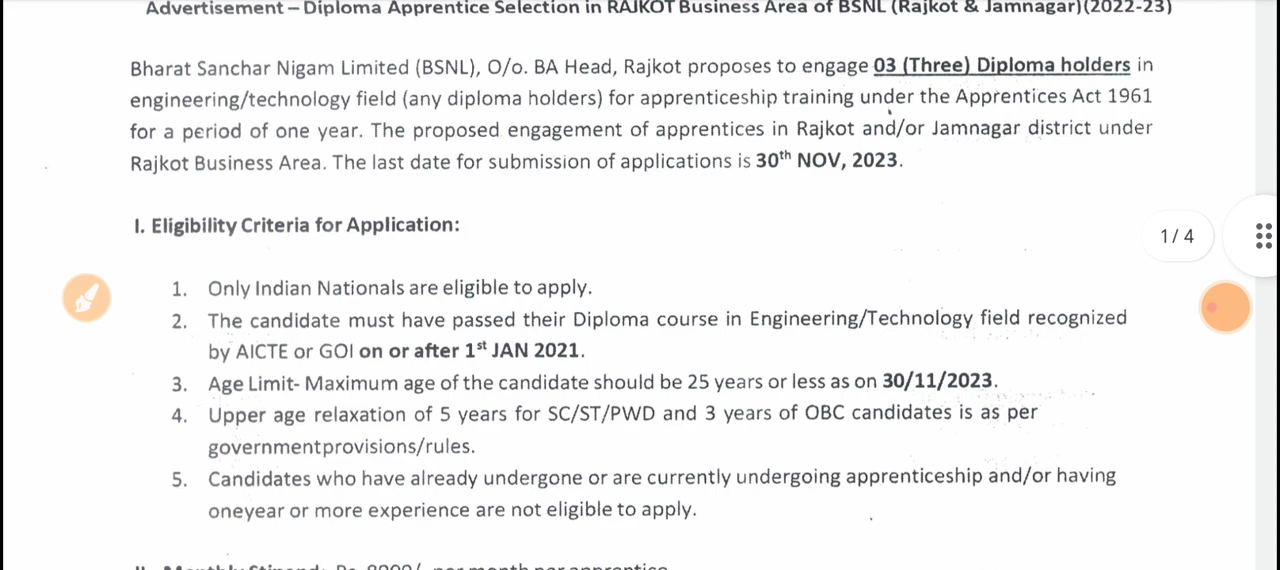 Advertisement – Diploma Apprentice Selection in RAJKOT Business Area of BSNL (Rajkot & Jamnagar)(2022-23)
Bharat Sanchar Nigam Limited (BSNL), O/o. BA Head, Rajkot proposes to engage 03 (Three) Diploma holders in
engineering/technology field (any diploma holders) for apprenticeship training under the Apprentices Act 1961
for a period of one year. The proposed engagement of apprentices in Rajkot and/or Jamnagar district under
Rajkot Business Area. The last date for submission of applications is 30th NOV, 2023.
I. Eligibility Criteria for Application:
1 / 4
1. Only Indian Nationals are eligible to apply.
2. The candidate must have passed their Diploma course in Engineering/Technology field recognized
by AICTE or GOI on or after 1st JAN 2021.
3. Age Limit- Maximum age of the candidate should be 25 years or less as on 30/11/2023.
4. Upper age relaxation of 5 years for SC/ST/PWD and 3 years of OBC candidates is as per
governmentprovisions/rules.
5. Candidates who have already undergone or are currently undergoing apprenticeship and/or having
oneyear or more experience are not eligible to apply.
II. Monthly Stipend: Rs. 8000/- per month per apprentice